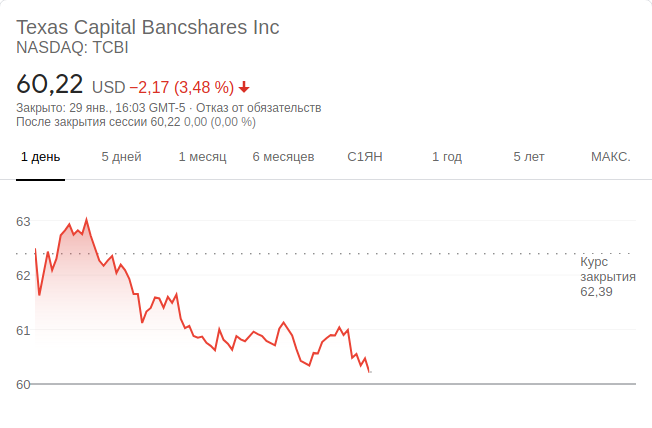 Texas Capital Bancshares Inc
NASDAQ: TCBI
60,22 USD −2,17 (3,48 %)
Закрыто: 29 янв., 16:03 GMT-5 · Отказ от обязательств
После закрытия сессии 60,22 0,00 (0,00 %)
1 день 5 дней 1 месяц 6 месяцев С1ЯН 1 год 5 лет МАКС.
63
Курс
закрытия
62,39
62
61
60